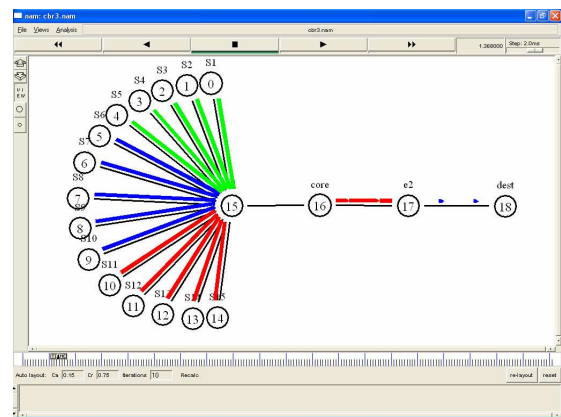 nam: cbr3.nam
File Views Analysis
cbr3.nam
1.368000
Step: 2.0ms
S1
S2
S3
S4
S5
S6
S7
S8
S9
S10
S11
S12
0
1
2
3
4
5
6
7
8
9
10
11
12
13
14
15
core
16
e2
17
dest
18
Auto layout: Ca 0.15 Cr 0.75 Iterations 10 Recalc
re-layout
reset